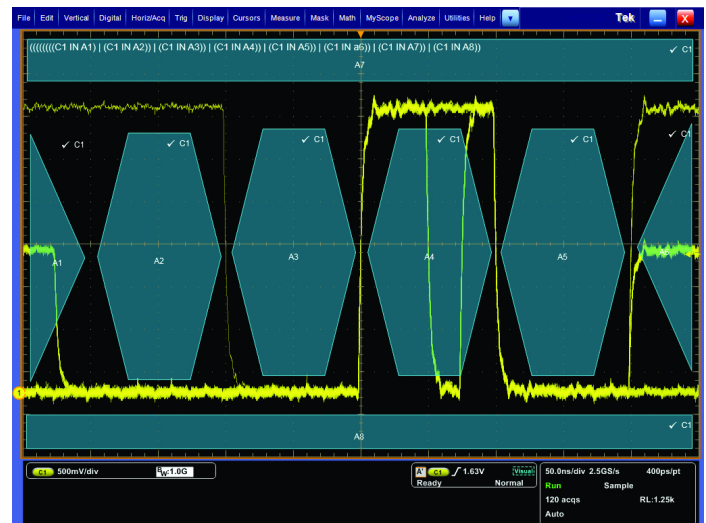 File Edit Vertical Digital Horiz/Acq Trig Display Cursors Measure Mask Math MyScope Analyze Utilities Help Tek X
((((((((C1 IN A1) | (C1 IN A2)) | (C1 IN A3)) | (C1 IN A4)) | (C1 IN A5)) | (C1 IN a6)) | (C1 IN A7)) | (C1 IN A8))
✓ C1
A7
✓ C1 ✓ C1 ✓ C1 ✓ C1 ✓ C1 ✓ C1
A1 A2 A3 A4 A5 A6
1
✓ C1
A8
C1 500mV/div BW:1.0G
A' C1 1.63V Visual
Ready Normal
50.0ns/div 2.5GS/s 400ps/pt
Run Sample
120 acqs RL:1.25k
Auto